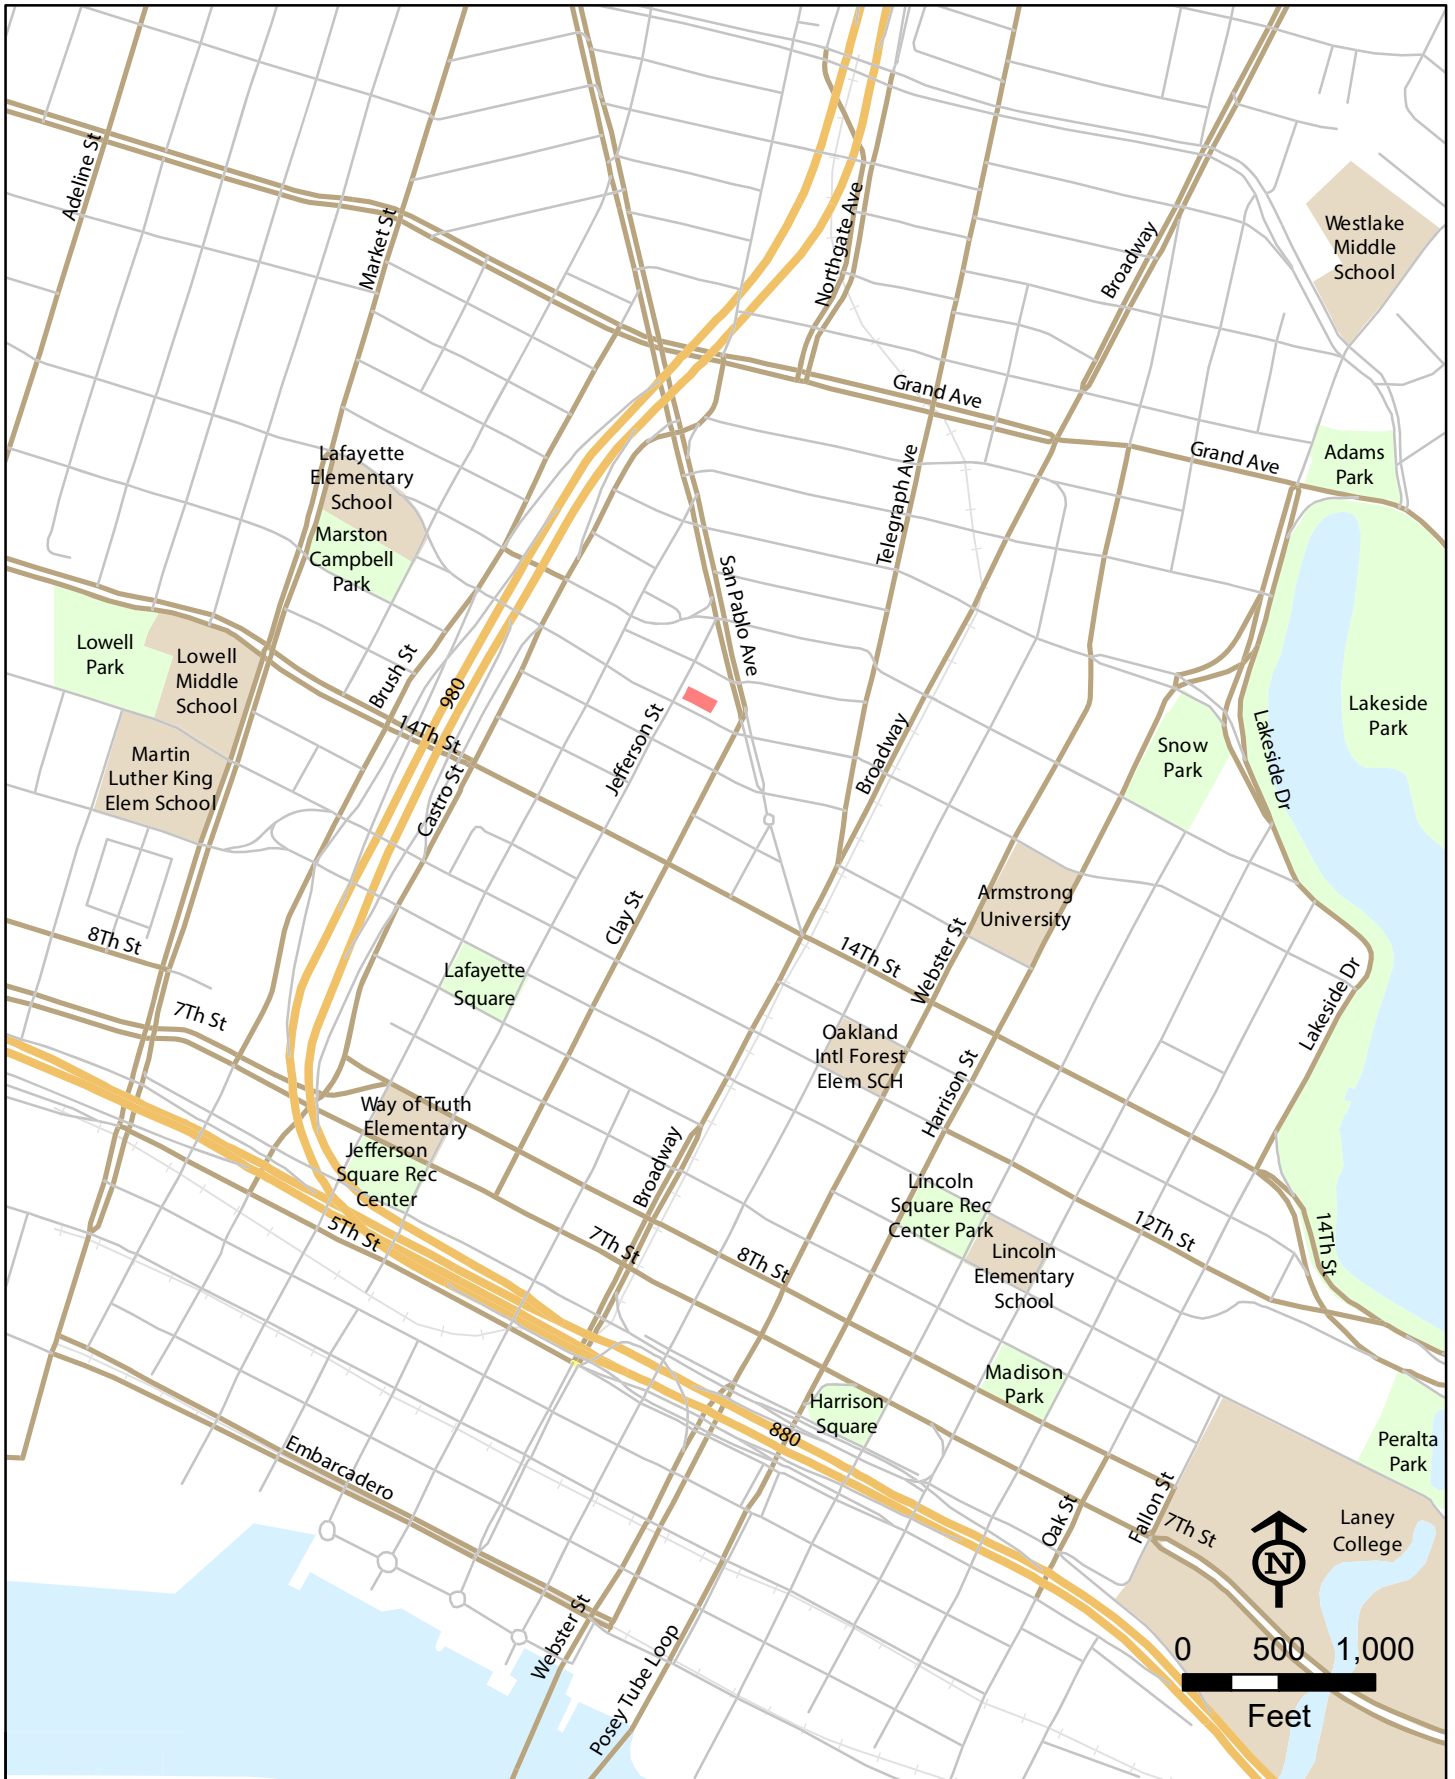 Adeline St
Market St
Northgate Ave
Broadway
Westlake
Middle
School
Grand Ave
Grand Ave
Adams
Park
Lafayette
Elementary
School
Marston
Campbell
Park
Telegraph Ave
San Pablo Ave
Lowell
Park
Lowell
Middle
School
Brush St
980
14Th St
Jefferson St
Broadway
Snow
Park
Lakeside Dr
Lakeside
Park
Martin
Luther King
Elem School
Castro St
Clay St
Armstrong
University
Webster St
14Th St
8Th St
Lafayette
Square
Lakeside Dr
7Th St
Oakland
Intl Forest
Elem SCH
Harrison St
Way of Truth
Elementary
Jefferson
Square Rec
Center
Broadway
Lincoln
Square Rec
Center Park
12Th St
14Th St
5Th St
7Th St
8Th St
Lincoln
Elementary
School
Madison
Park
Harrison
Square
880
Peralta
Park
Embarcadero
Oak St
Fallon St
7Th St
Laney
College
N
Webster St
Posey Tube Loop
0 500 1,000
Feet